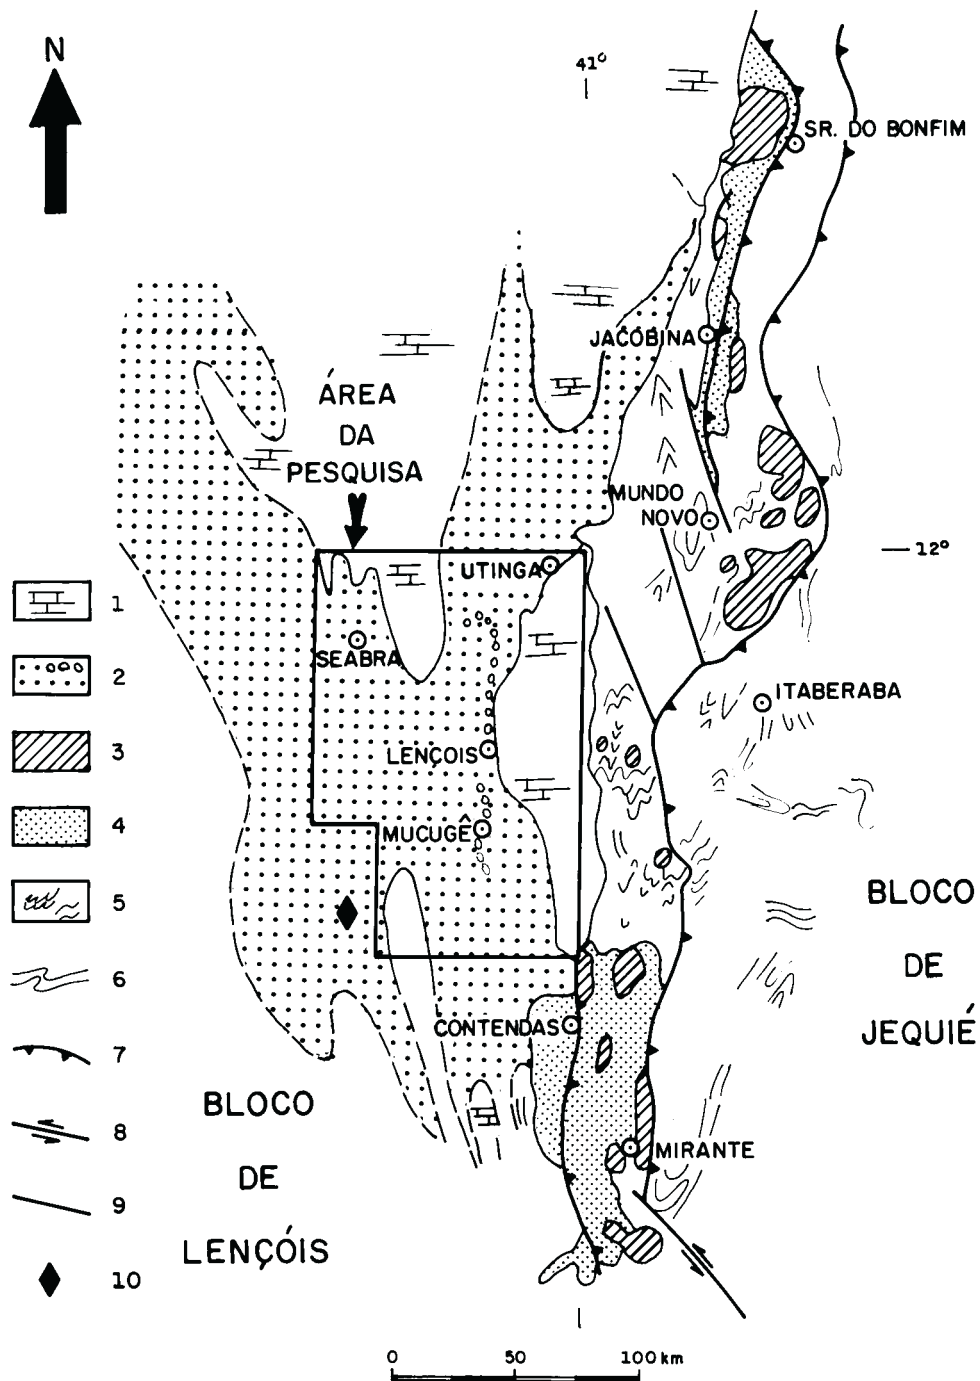 N
41°
SR. DO BONFIM
JACOBINA
ÁREA
DA
PESQUISA
MUNDO
NOVO
12°
UTINGA
1
SEABRA
2
ITABERABA
3
LENÇOIS
4
MUCUGÊ
5
BLOCO
DE
JEQUIÉ
6
CONTENDAS
7
BLOCO
DE
LENÇÓIS
8
MIRANTE
9
10
0 50 100 km